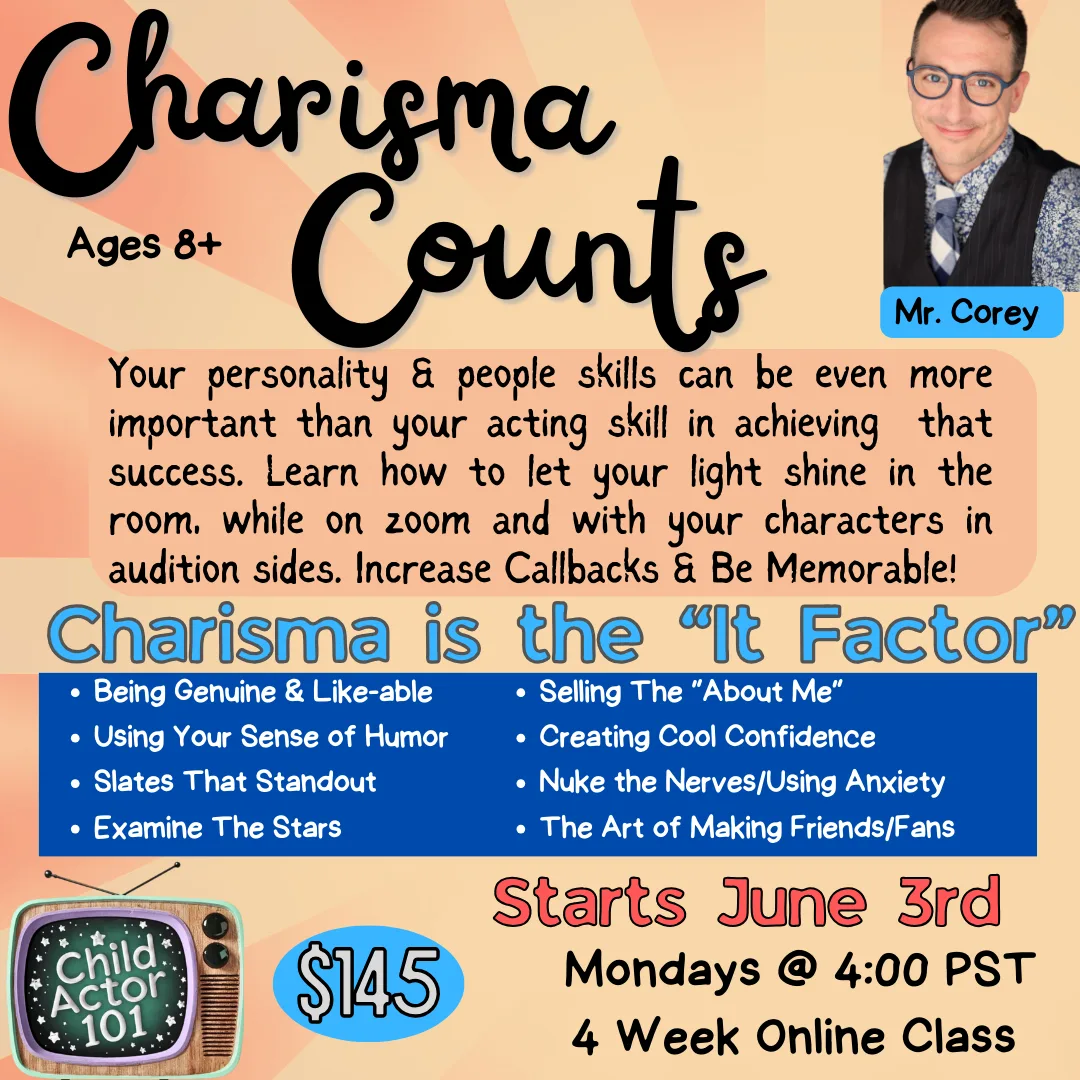 Charisma
Counts
Ages 8+
Mr. Corey
Your personality & people skills can be even more
important than your acting skill in achieving that
success. Learn how to let your light shine in the
room. while on zoom and with your characters in
audition sides. Increase Callbacks & Be Memorable!
Charisma is the “It Factor”
• Being Genuine & Like-able
• Using Your Sense of Humor
• Slates That Standout
• Examine The Stars
• Selling The "About Me"
• Creating Cool Confidence
• Nuke the Nerves/Using Anxiety
• The Art of Making Friends/Fans
Child
Actor
101
$145
Starts June 3rd
Mondays @ 4:00 PST
4 Week Online Class